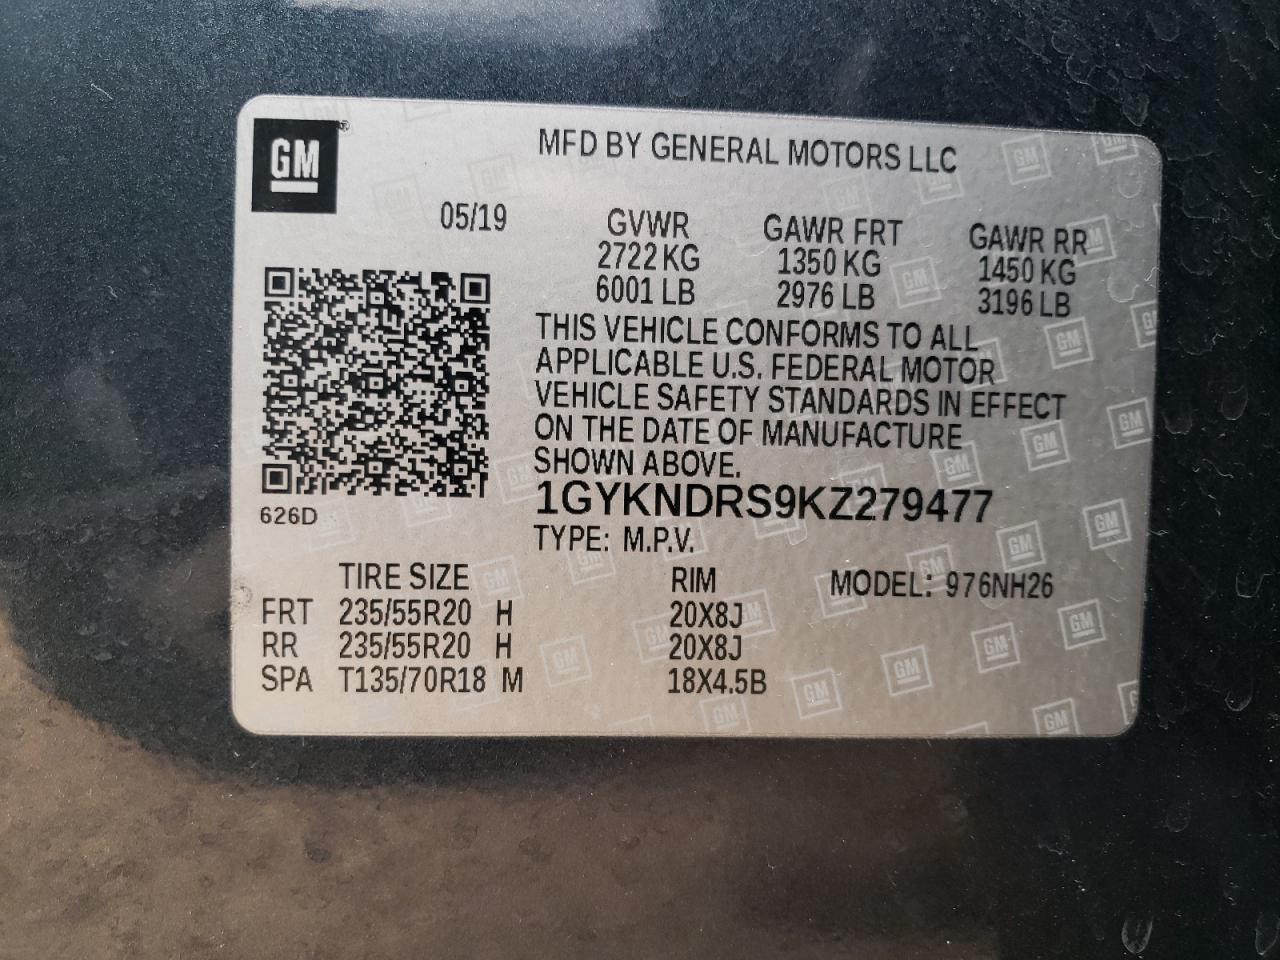 GM®
MFD BY GENERAL MOTORS LLC
05/19
GVWR GAWR FRT GAWR RR
2722 KG 1350 KG 1450 KG
6001 LB 2976 LB 3196 LB
THIS VEHICLE CONFORMS TO ALL
APPLICABLE U.S. FEDERAL MOTOR
VEHICLE SAFETY STANDARDS IN EFFECT
ON THE DATE OF MANUFACTURE
SHOWN ABOVE.
1GYKNDRS9KZ279477
626D
TYPE: M.P.V.
TIRE SIZE RIM MODEL: 976NH26
FRT 235/55R20 H 20X8J
RR 235/55R20 H 20X8J
SPA T135/70R18 M 18X4.5B